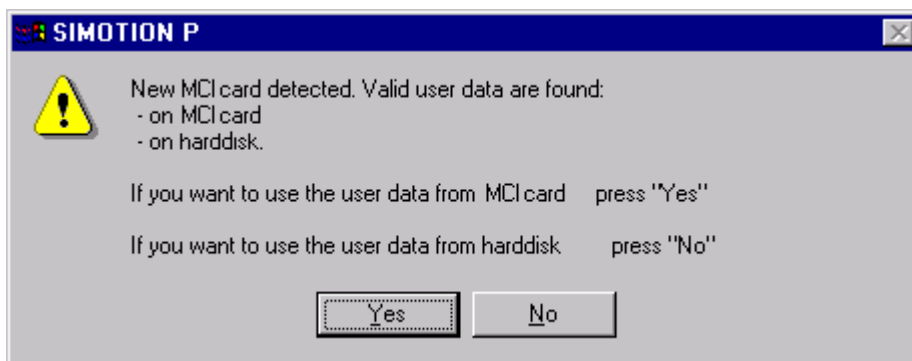 SIMOTION P
New MCI card detected. Valid user data are found:
- on MCI card
- on harddisk.
If you want to use the user data from MCI card press "Yes"
If you want to use the user data from harddisk press "No"
Yes
No